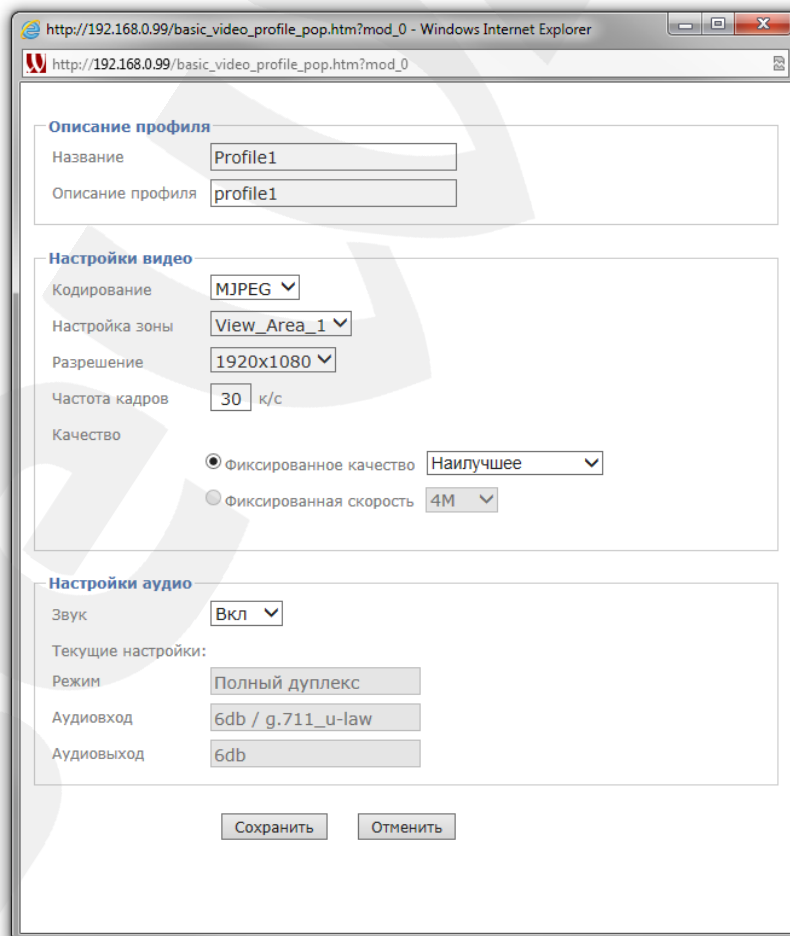 http://192.168.0.99/basic_video_profile_pop.htm?mod_0 - Windows Internet Explorer
http://192.168.0.99/basic_video_profile_pop.htm?mod_0
Описание профиля
Название Profile1
Описание профиля profile1
Настройки видео
Кодирование MJPEG
Настройка зоны View_Area_1
Разрешение 1920x1080
Частота кадров 30 к/с
Качество
Фиксированное качество Наилучшее
Фиксированная скорость 4M
Настройки аудио
Звук Вкл
Текущие настройки:
Режим Полный дуплекс
Аудиовход 6db / g.711_u-law
Аудиовыход 6db
Сохранить Отменить